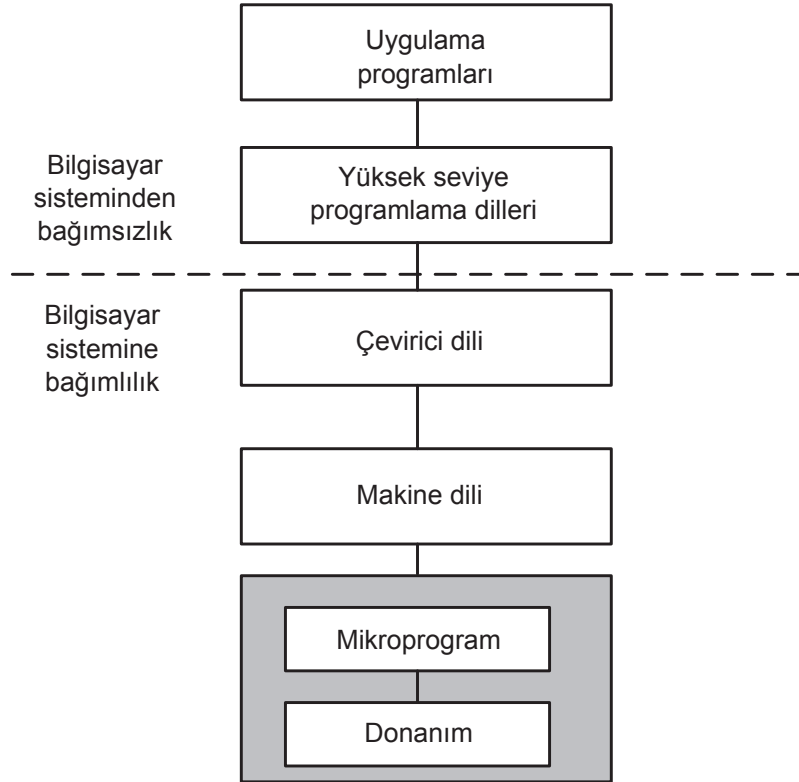 Uygulama
programları
Bilgisayar
sisteminden
bağımsızlık
Yüksek seviye
programlama dilleri
Bilgisayar
sistemine
bağımlılık
Çevirici dili
Makine dili
Mikroprogram
Donanım